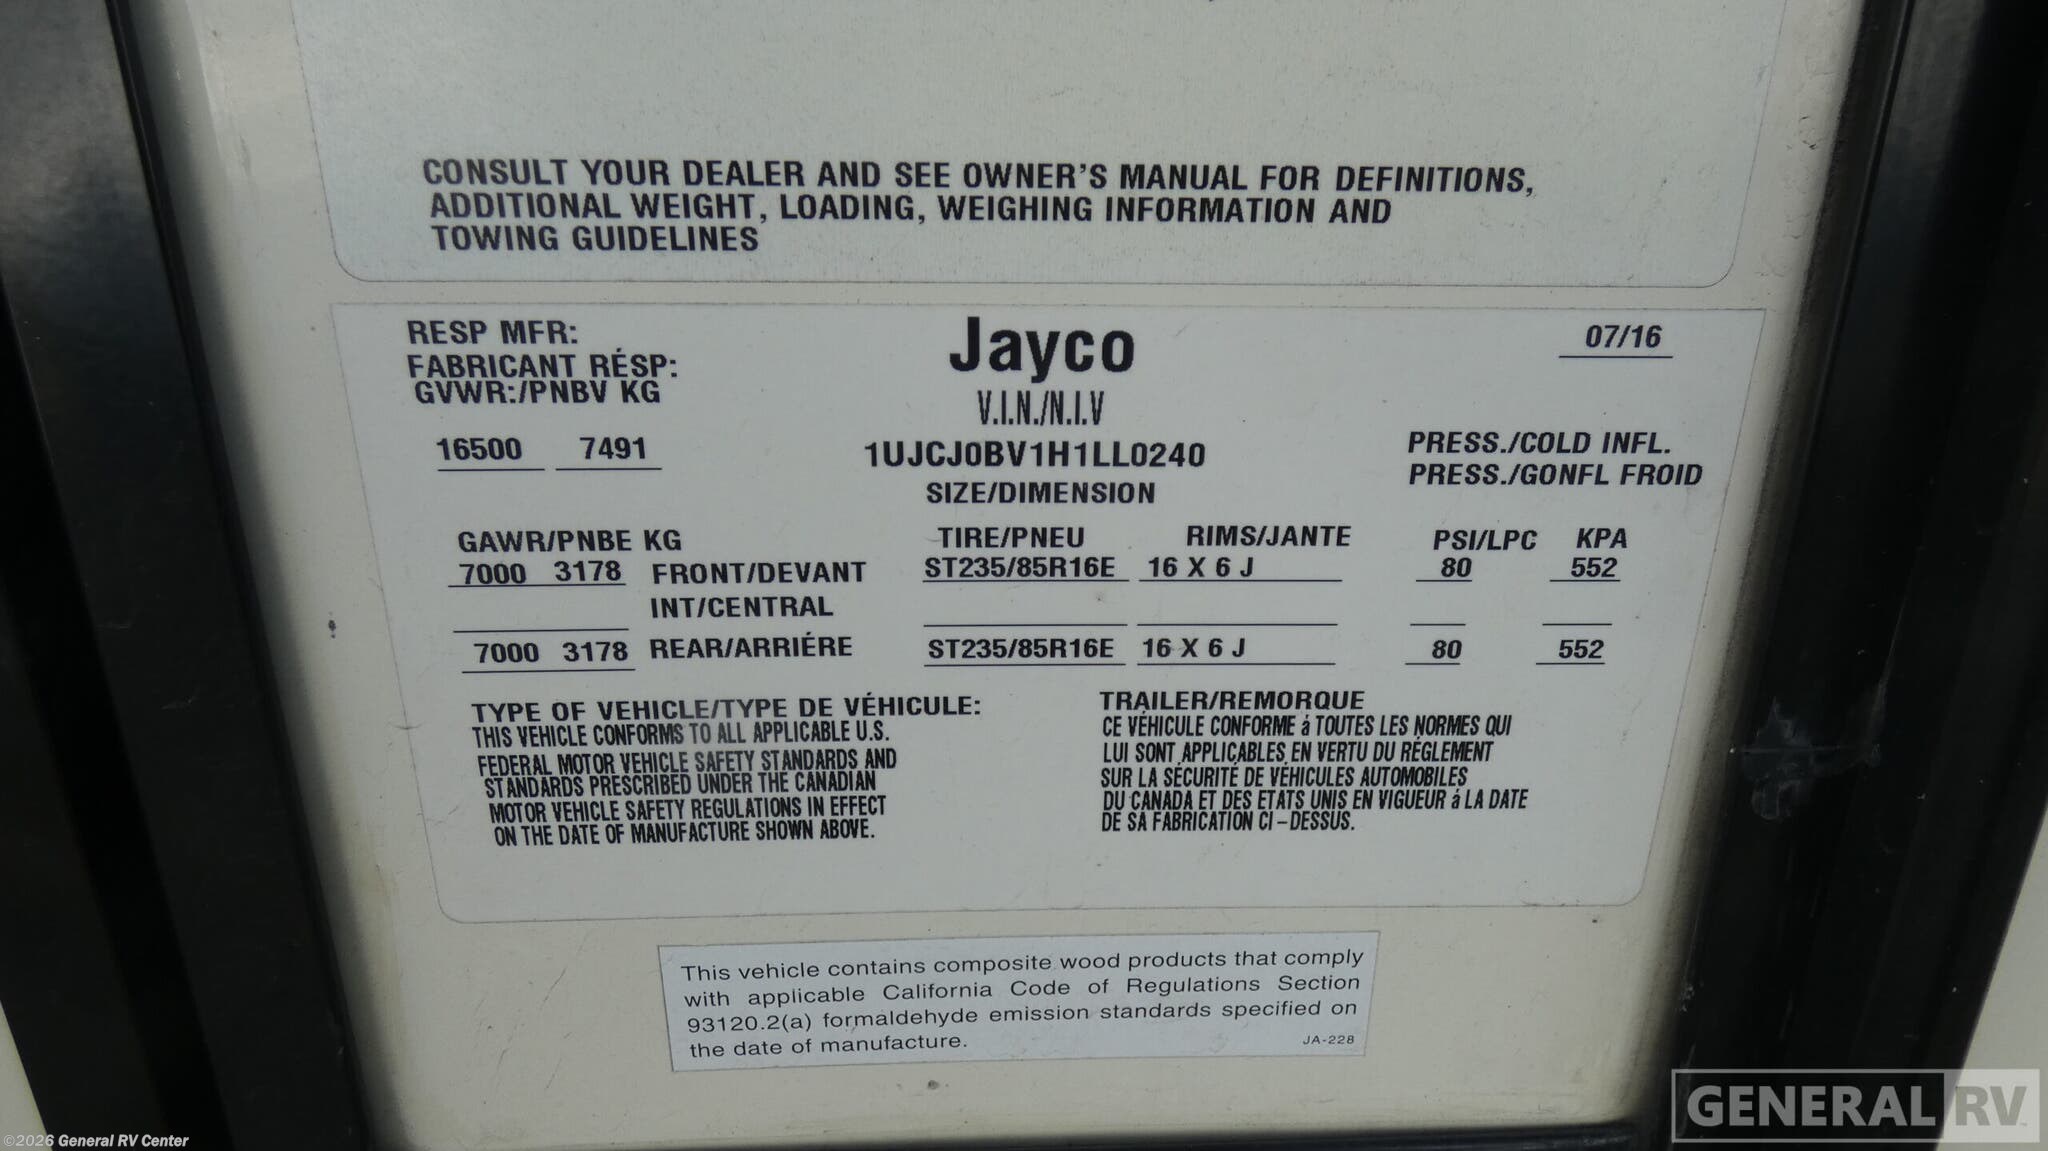 CONSULT YOUR DEALER AND SEE OWNER'S MANUAL FOR DEFINITIONS,
ADDITIONAL WEIGHT, LOADING, WEIGHING INFORMATION AND
TOWING GUIDELINES
RESP MFR:
FABRICANT RÉSP:
GVWR:/PNBV KG
Jayco
07/16
V.I.N./N.I.V
16500 7491
1UJCJ0BV1H1LL0240
PRESS./COLD INFL.
PRESS./GONFL FROID
SIZE/DIMENSION
GAWR/PNBE KG TIRE/PNEU RIMS/JANTE PSI/LPC KPA
7000 3178 FRONT/DEVANT ST235/85R16E 16 X 6 J 80 552
INT/CENTRAL
7000 3178 REAR/ARRIÉRE ST235/85R16E 16 X 6 J 80 552
TYPE OF VEHICLE/TYPE DE VÉHICULE:
THIS VEHICLE CONFORMS TO ALL APPLICABLE U.S.
FEDERAL MOTOR VEHICLE SAFETY STANDARDS AND
STANDARDS PRESCRIBED UNDER THE CANADIAN
MOTOR VEHICLE SAFETY REGULATIONS IN EFFECT
ON THE DATE OF MANUFACTURE SHOWN ABOVE.
TRAILER/REMORQUE
CE VÉHICULE CONFORME á TOUTES LES NORMES QUI
LUI SONT APPLICABLES EN VERTU DU RÉGLEMENT
SUR LA SÉCURITÉ DE VÉHICULES AUTOMOBILES
DU CANADA ET DES ETATS UNIS EN VIGUEUR á LA DATE
DE SA FABRICATION CI-DESSUS.
This vehicle contains composite wood products that comply
with applicable California Code of Regulations Section
93120.2(a) formaldehyde emission standards specified on
the date of manufacture.
JA-228
GENERAL RV
©2026 General RV Center